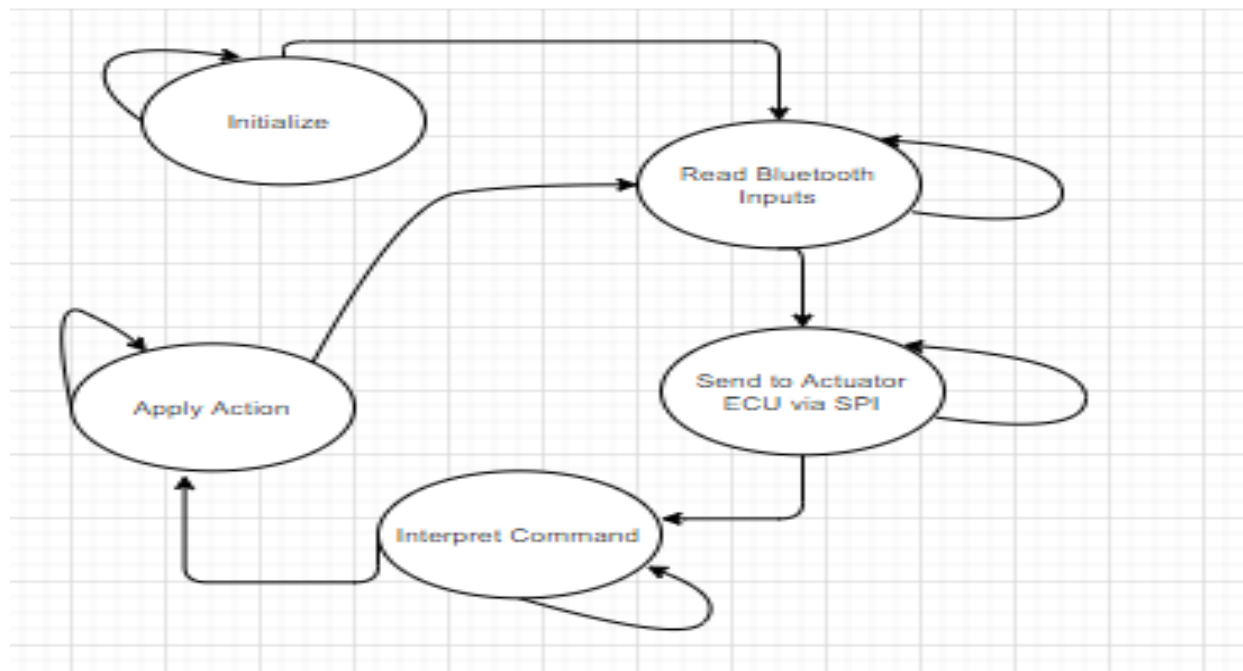 Initialize
Read Bluetooth
Inputs
Send to Actuator
ECU via SPI
Apply Action
Interpret Command